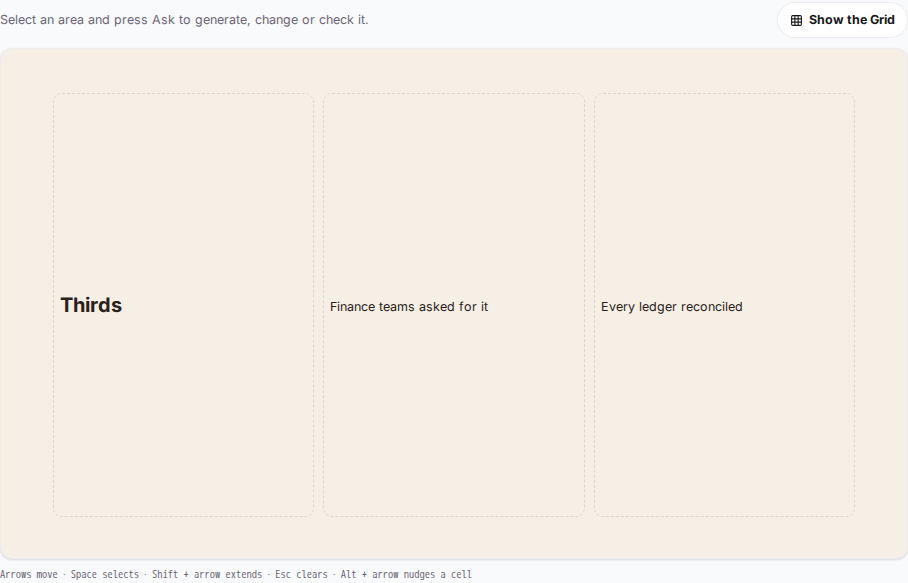 Select an area and press Ask to generate, change or check it.
Show the Grid
Thirds
Finance teams asked for it
Every ledger reconciled
Arrows move · Space selects · Shift + arrow extends · Esc clears · Alt + arrow nudges a cell